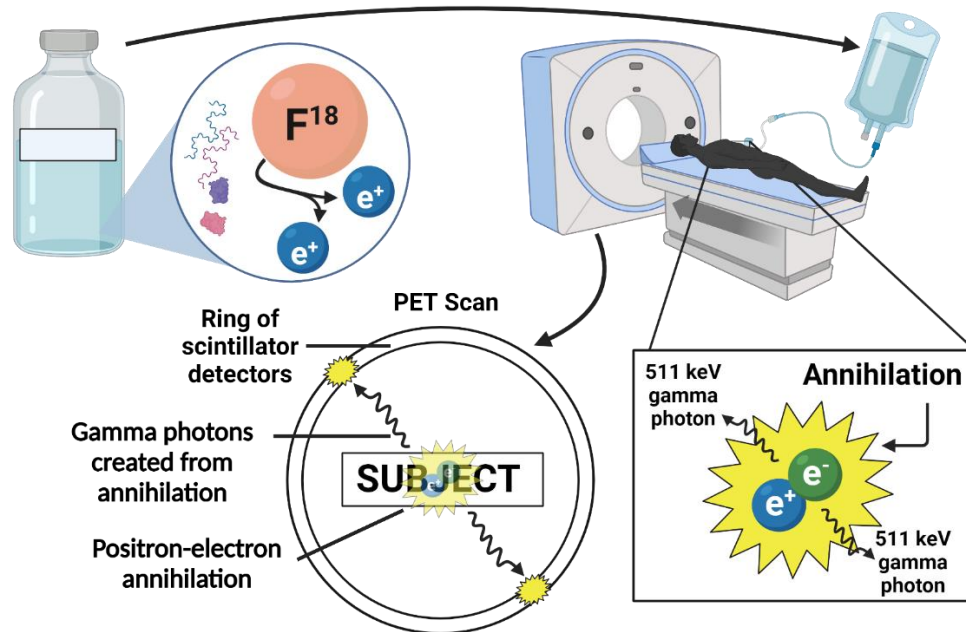 F¹⁸
e⁺
e⁺
PET Scan
Ring of
scintillator
detectors
Gamma photons
created from
annihilation
SUBJECT
Positron-electron
annihilation
Annihilation
511 keV
gamma
photon
e⁻
e⁺
511 keV
gamma
photon